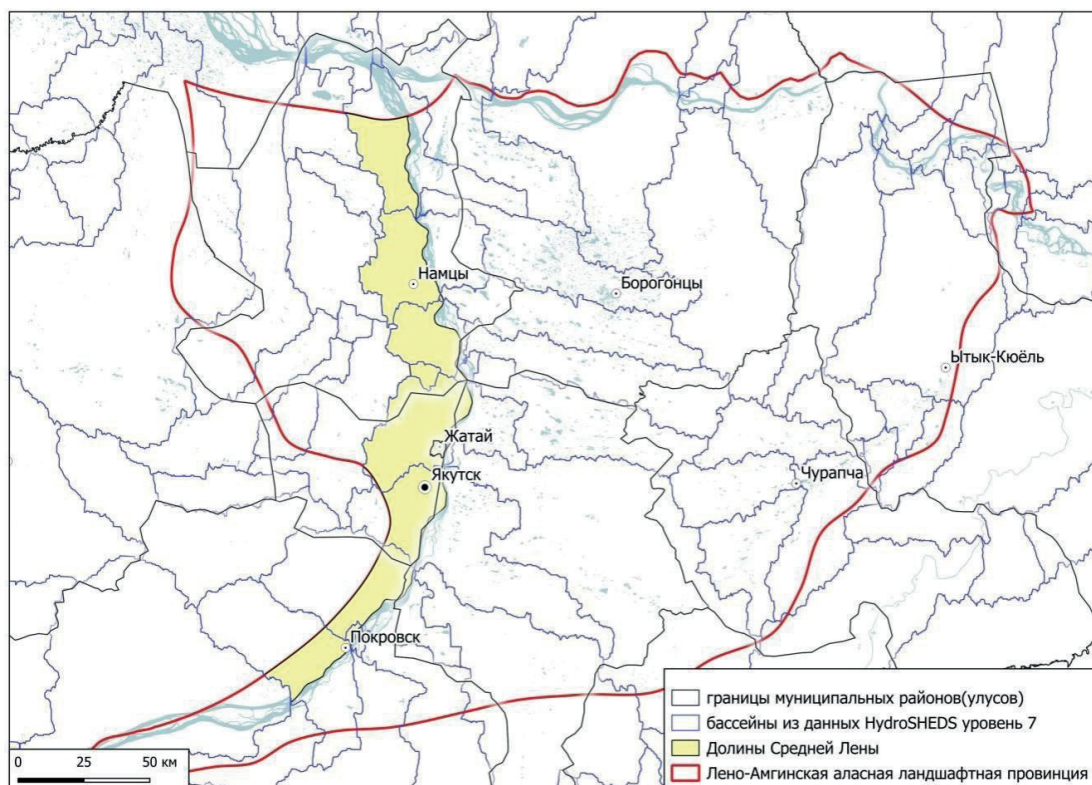 Намцы
Борогонцы
Ытык-Кюёль
Жатай
Якутск
Чурапча
Покровск
границы муниципальных районов(улусов)
бассейны из данных HydroSHEDS уровень 7
Долины Средней Лены
Лено-Амгинская аласная ландшафтная провинция
0 25 50 км